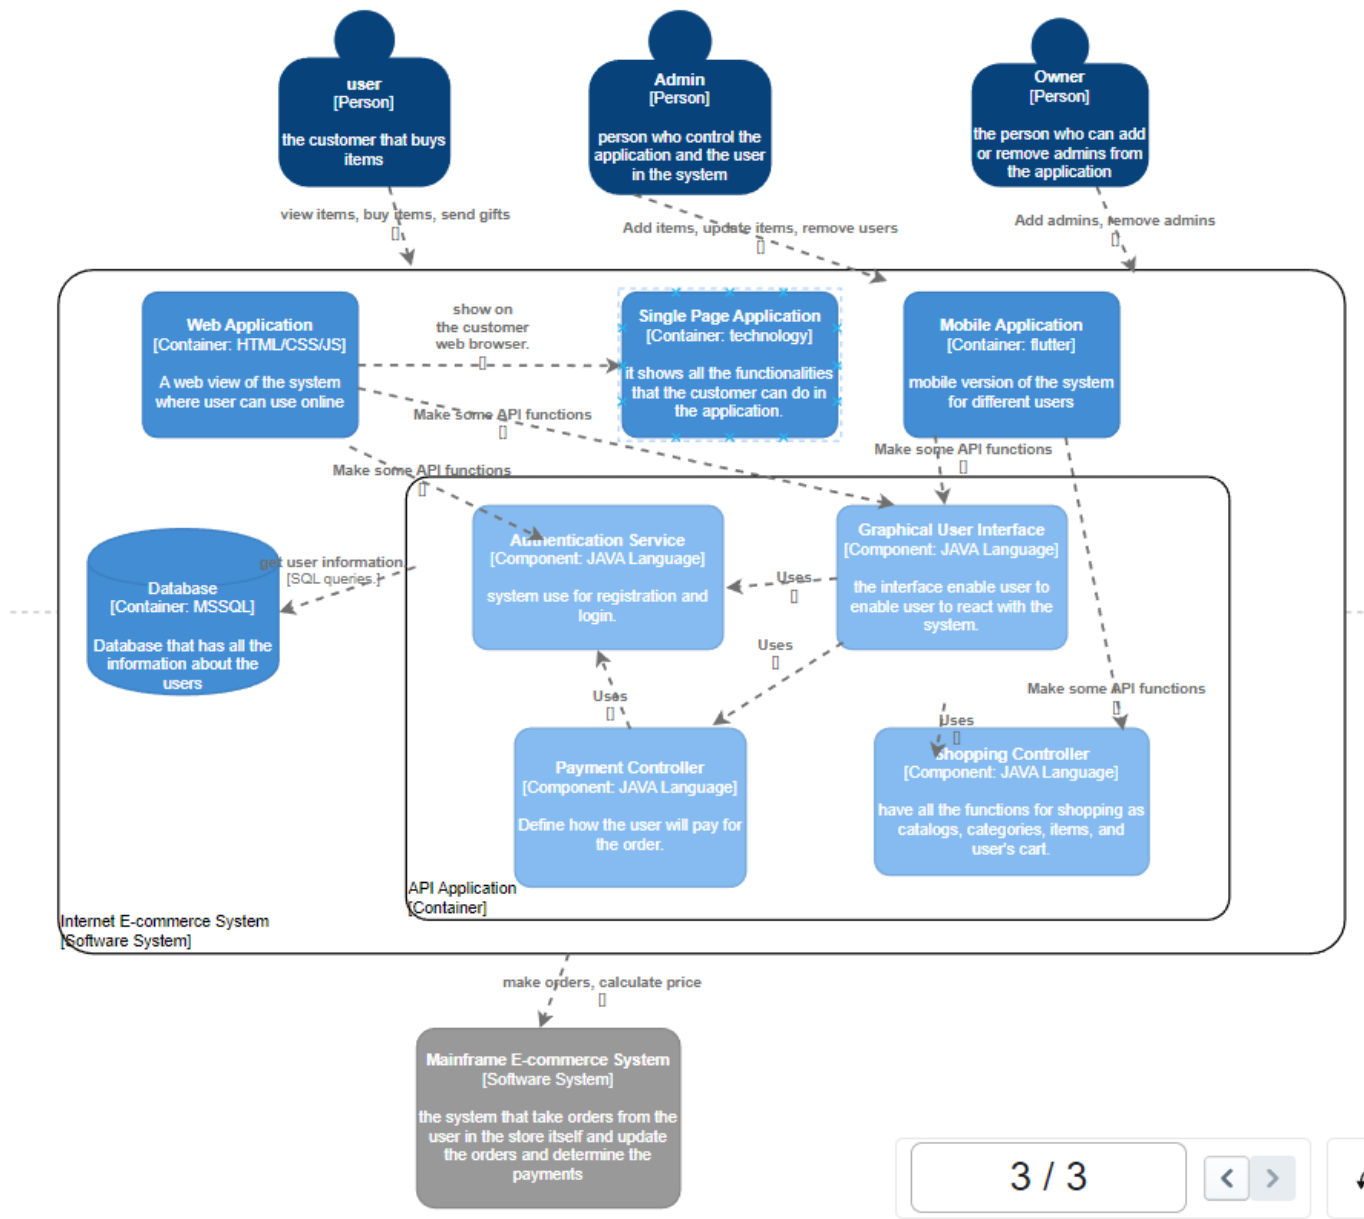 user
[Person]
the customer that buys
items
Admin
[Person]
person who control the
application and the user
in the system
Owner
[Person]
the person who can add
or remove admins from
the application
view items, buy items, send gifts
[]
Add items, update items, remove users
[]
Add admins, remove admins
[]
Web Application
[Container: HTML/CSS/JS]
A web view of the system
where user can use online
show on
the customer
web browser.
[]
Single Page Application
[Container: technology]
it shows all the functionalities
that the customer can do in
the application.
Mobile Application
[Container: flutter]
mobile version of the system
for different users
Make some API functions
[]
Make some API functions
[]
Make some API functions
[]
Authentication Service
[Component: JAVA Language]
system use for registration and
login.
Graphical User Interface
[Component: JAVA Language]
the interface enable user to
enable user to react with the
system.
get user information.
[SQL queries.]
Database
[Container: MSSQL]
Database that has all the
information about the
users
Uses
[]
Uses
[]
Uses
[]
Make some API functions
[]
Uses
[]
Payment Controller
[Component: JAVA Language]
Define how the user will pay for
the order.
shopping Controller
[Component: JAVA Language]
have all the functions for shopping as
catalogs, categories, items, and
user's cart.
API Application
[Container]
Internet E-commerce System
[Software System]
make orders, calculate price
[]
Mainframe E-commerce System
[Software System]
the system that take orders from the
user in the store itself and update
the orders and determine the
payments
3 / 3